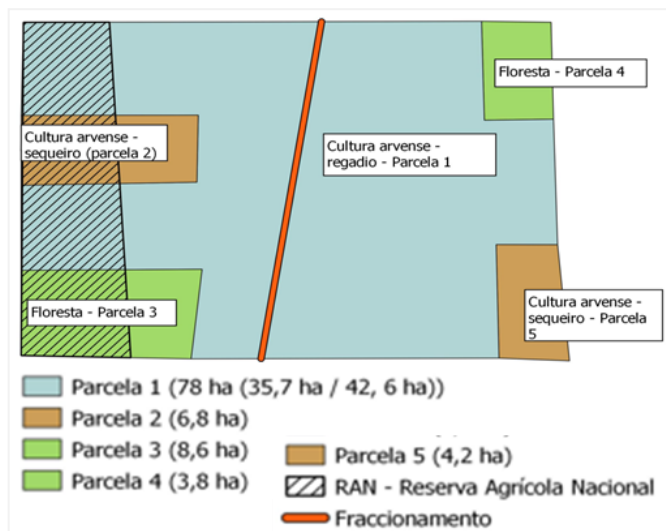 Floresta - Parcela 4
Cultura arvense -
sequeiro (parcela 2)
Cultura arvense -
regadio - Parcela 1
Floresta - Parcela 3
Cultura arvense -
sequeiro - Parcela
5
Parcela 1 (78 ha (35,7 ha / 42, 6 ha))
Parcela 2 (6,8 ha)
Parcela 3 (8,6 ha)
Parcela 4 (3,8 ha)
Parcela 5 (4,2 ha)
RAN - Reserva Agrícola Nacional
Fraccionamento